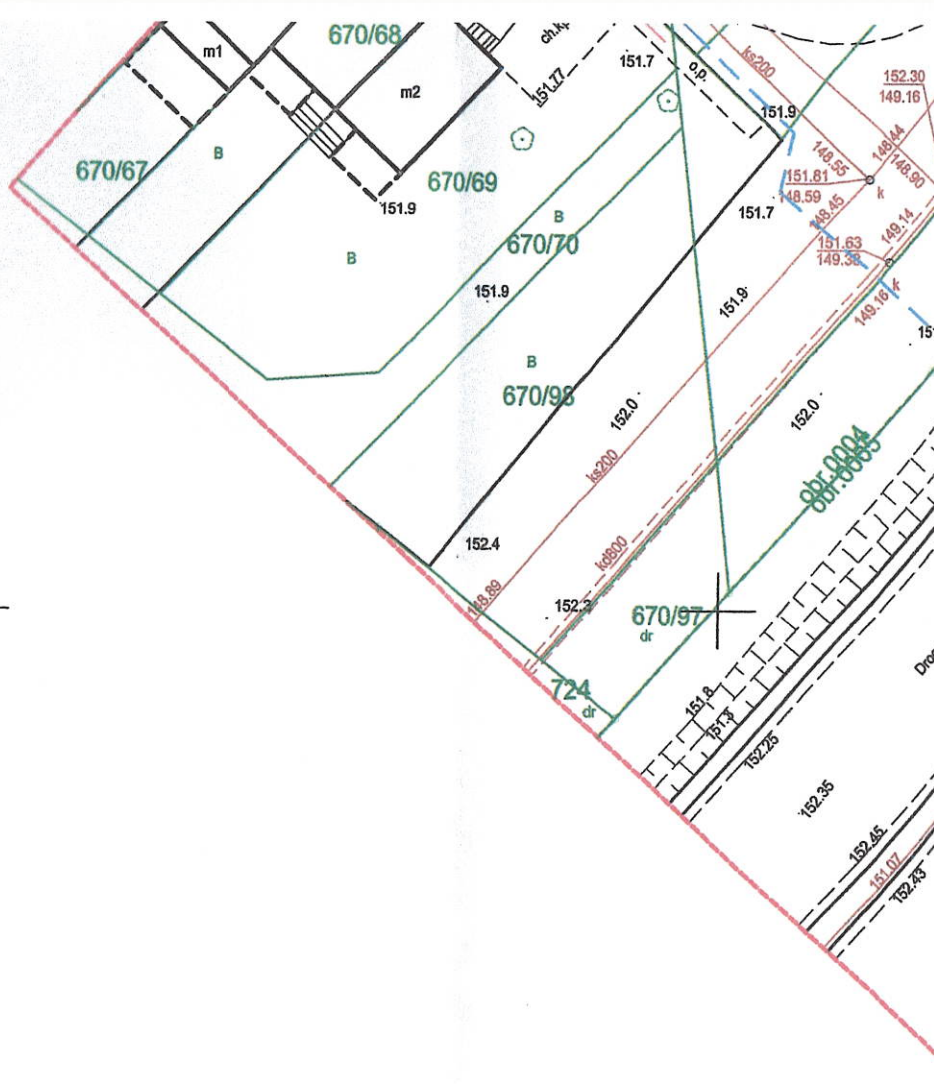 670/68
m1
m2
ch.kp
151.77
151.7
o.p.
ks200
152.30
149.16
151.9
148.44
148.55
148.90
670/67
B
151.81
148.59
k
670/69
151.9
148.45
151.7
149.14
B
670/70
151.63
149.38
B
151.9
151.9
149.16
k
B
670/98
152.0
152.0
obr.0004
obr.0005
ks200
152.4
kd800
148.89
152.3
670/97
dr
724
dr
151.8
151.3
152.25
152.35
152.45
151.07
152.43